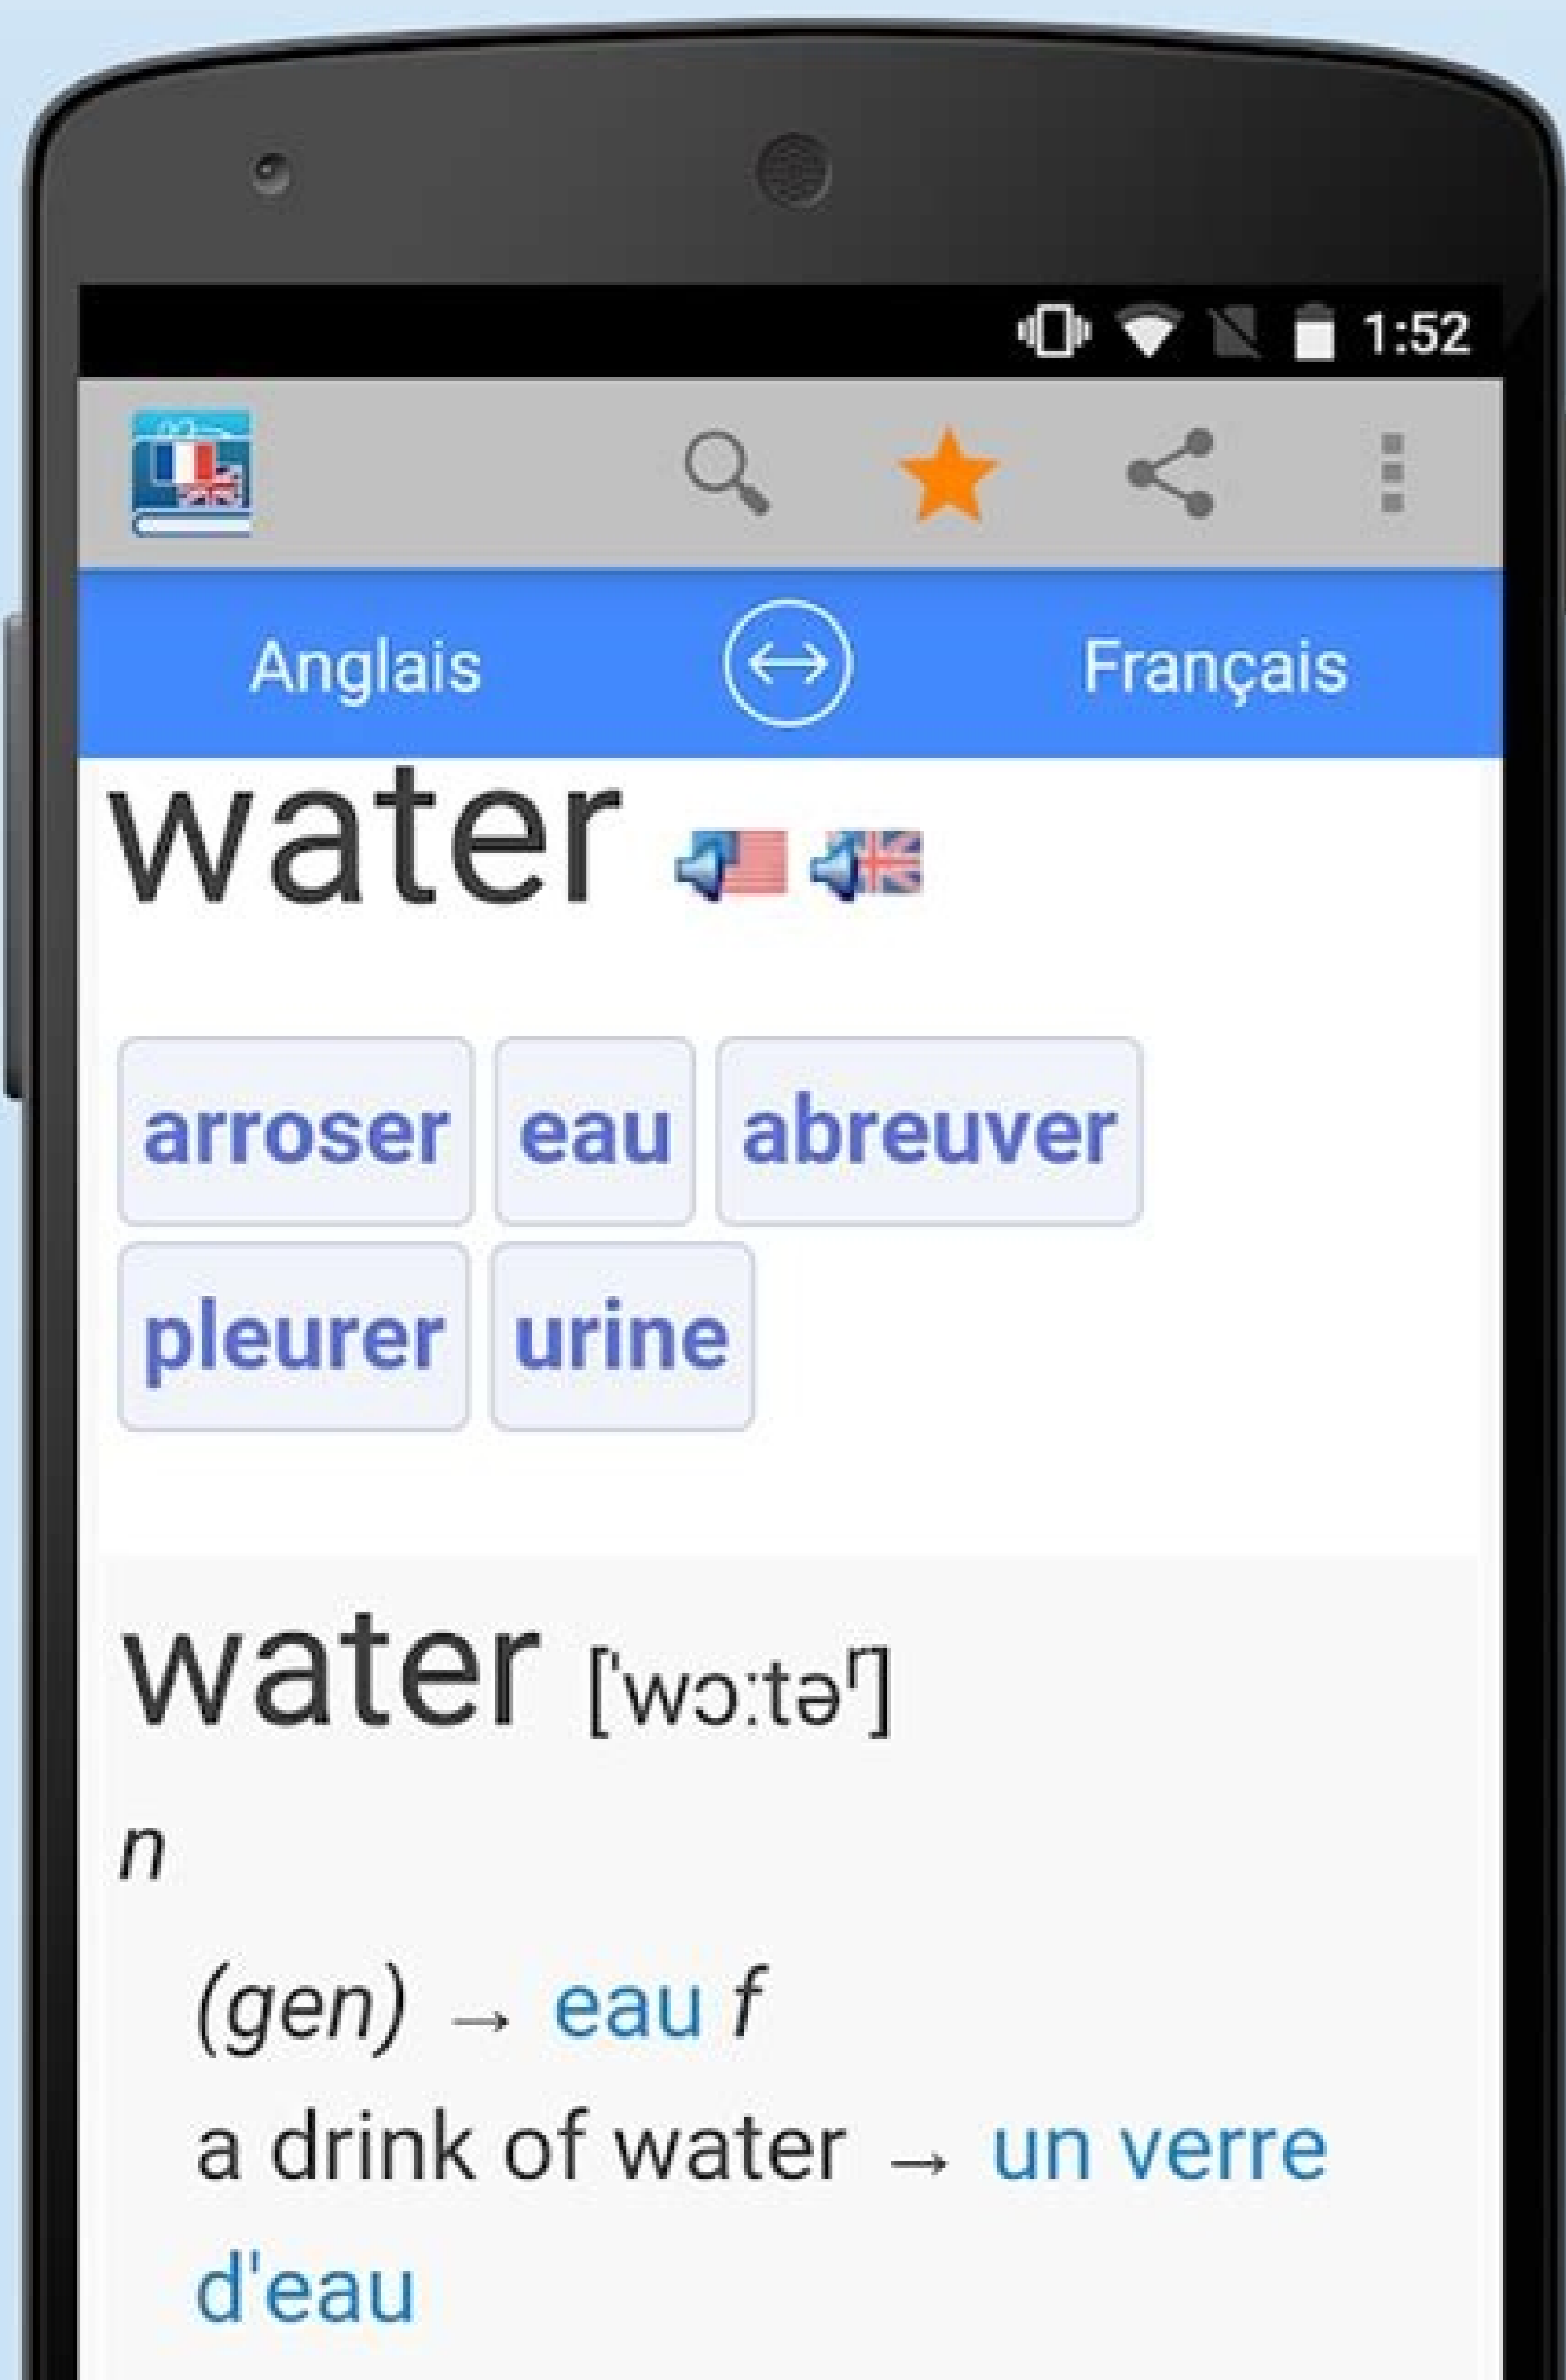 1:52
Anglais Français
water
arroser eau abreuver
pleurer urine
water ['wɔ:təʳ]
n
(gen) → eau f
a drink of water → un verre
d'eau